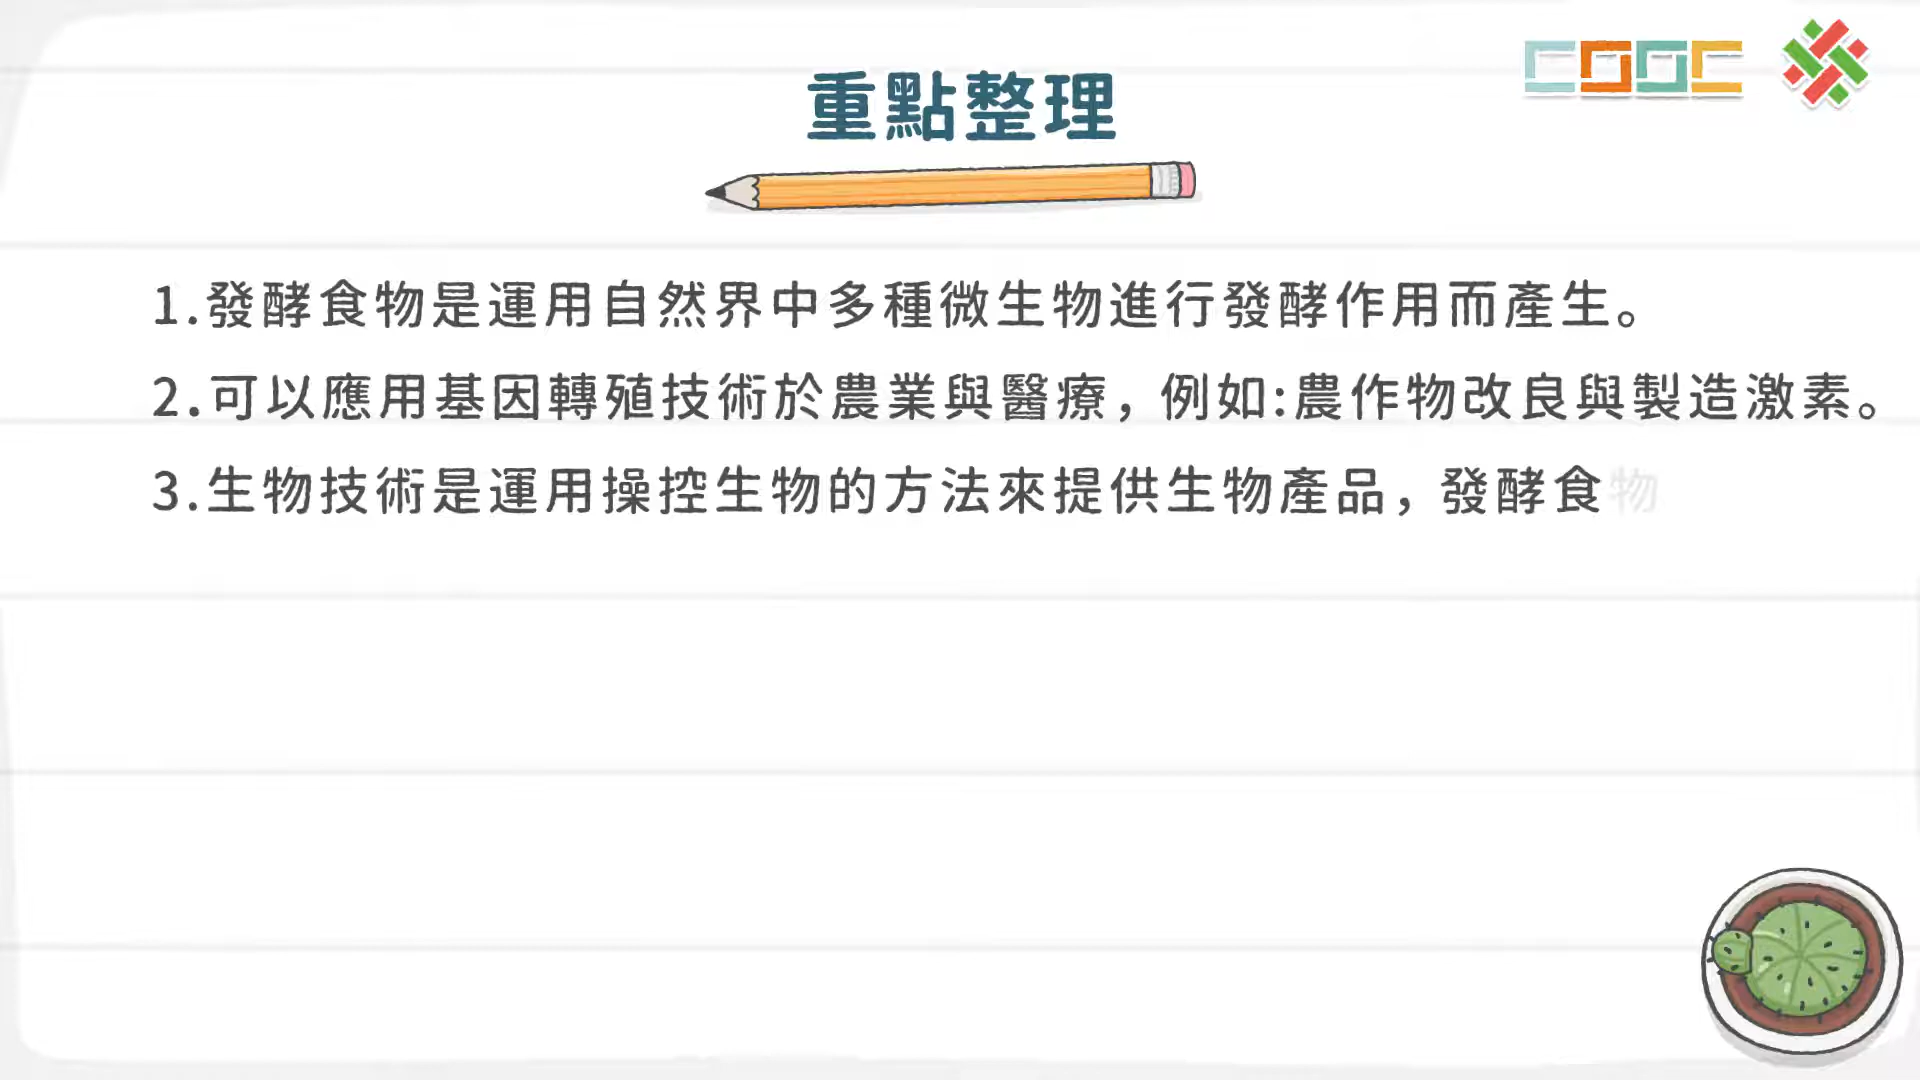 COOC
重點整理
1.發酵食物是運用自然界中多種微生物進行發酵作用而產生。
2.可以應用基因轉殖技術於農業與醫療，例如:農作物改良與製造激素。
3.生物技術是運用操控生物的方法來提供生物產品，發酵食物